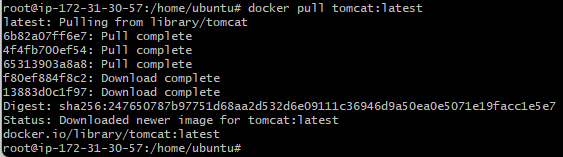 root@ip-172-31-30-57:/home/ubuntu# docker pull tomcat:latest
latest: Pulling from library/tomcat
6b82a07ff6e7: Pull complete
4f4fb700ef54: Pull complete
65313903a8a8: Pull complete
f80ef884f8c2: Download complete
13883d0c1f97: Download complete
Digest: sha256:247650787b97751d68aa2d532d6e09111c36946d9a50ea0e5071e19facc1e5e7
Status: Downloaded newer image for tomcat:latest
docker.io/library/tomcat:latest
root@ip-172-31-30-57:/home/ubuntu#